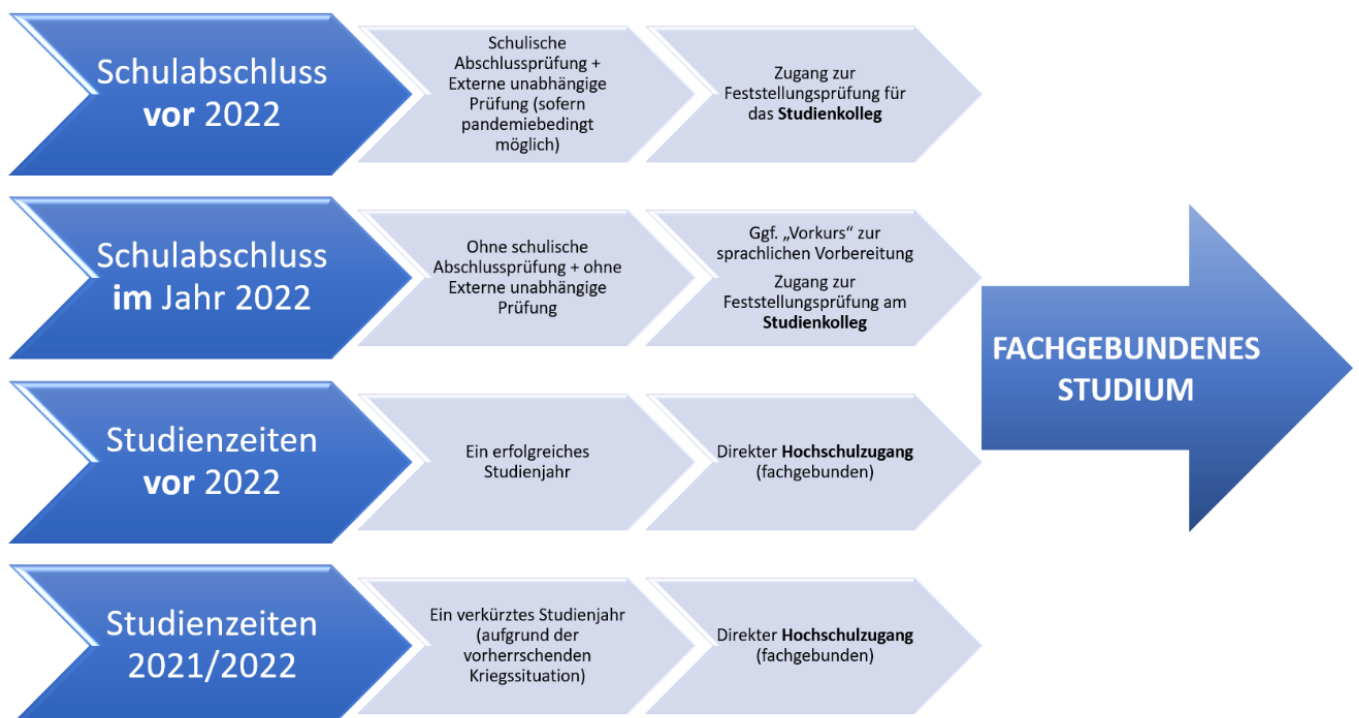 Schulabschluss
vor 2022
Schulische
Abschlussprüfung +
Externe unabhängige
Prüfung (sofern
pandemiebedingt
möglich)
Zugang zur
Feststellungsprüfung für
das Studienkolleg
Schulabschluss
im Jahr 2022
Ohne schulische
Abschlussprüfung + ohne
Externe unabhängige
Prüfung
Ggf. „Vorkurs“ zur
sprachlichen Vorbereitung
Zugang zur
Feststellungsprüfung am
Studienkolleg
Studienzeiten
vor 2022
Ein erfolgreiches
Studienjahr
Direkter Hochschulzugang
(fachgebunden)
Studienzeiten
2021/2022
Ein verkürztes Studienjahr
(aufgrund der
vorherrschenden
Kriegssituation)
Direkter Hochschulzugang
(fachgebunden)
FACHGEBUNDENES
STUDIUM